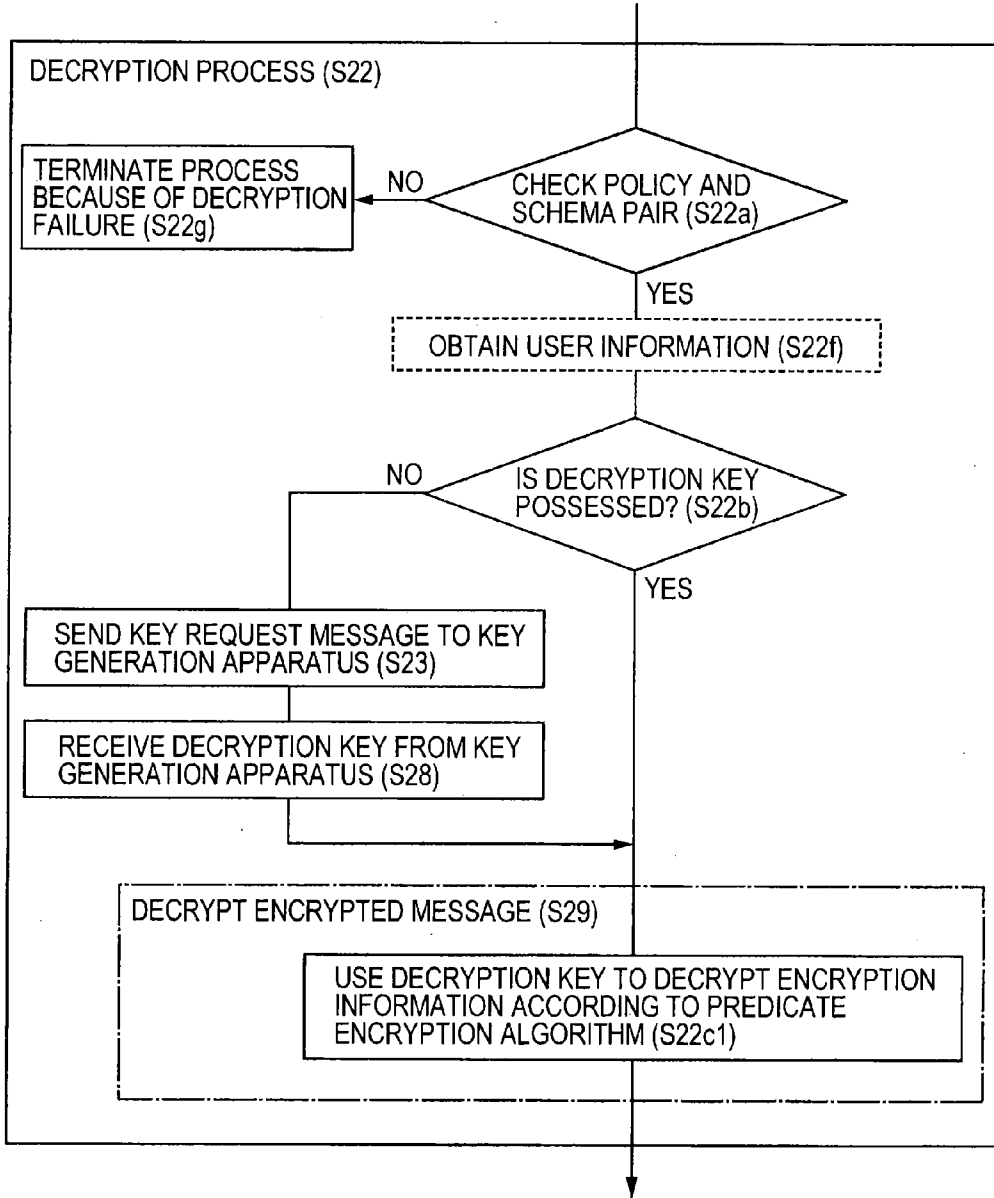 DECRYPTION PROCESS (S22)
TERMINATE PROCESS
BECAUSE OF DECRYPTION
FAILURE (S22g)
NO
CHECK POLICY AND
SCHEMA PAIR (S22a)
YES
OBTAIN USER INFORMATION (S22f)
NO
IS DECRYPTION KEY
POSSESSED? (S22b)
YES
SEND KEY REQUEST MESSAGE TO KEY
GENERATION APPARATUS (S23)
RECEIVE DECRYPTION KEY FROM KEY
GENERATION APPARATUS (S28)
DECRYPT ENCRYPTED MESSAGE (S29)
USE DECRYPTION KEY TO DECRYPT ENCRYPTION
INFORMATION ACCORDING TO PREDICATE
ENCRYPTION ALGORITHM (S22c1)